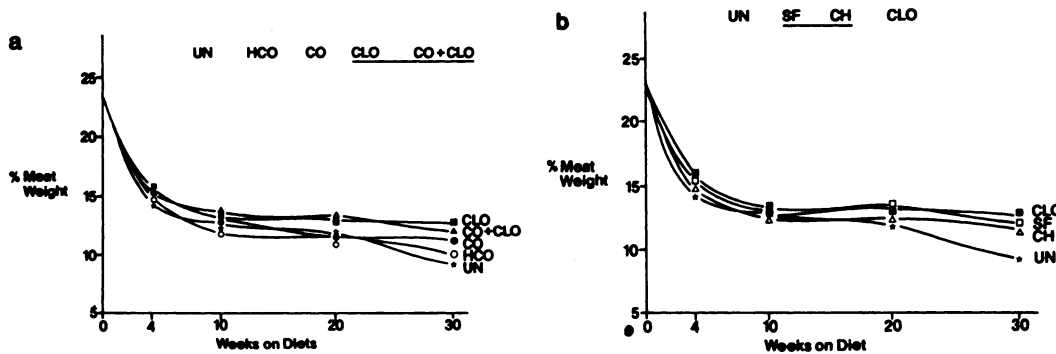 a
UN HCO CO CLO CO+CLO
25
20
% Meat
Weight
15
10
5
CLO
CO+CLO
CO
HCO
UN
0 4 10 20 30
Weeks on Diets
b
UN SF CH CLO
25
20
% Meat
Weight
15
10
5
CLO
SF
CH
UN
0 4 10 20 30
Weeks on Diet